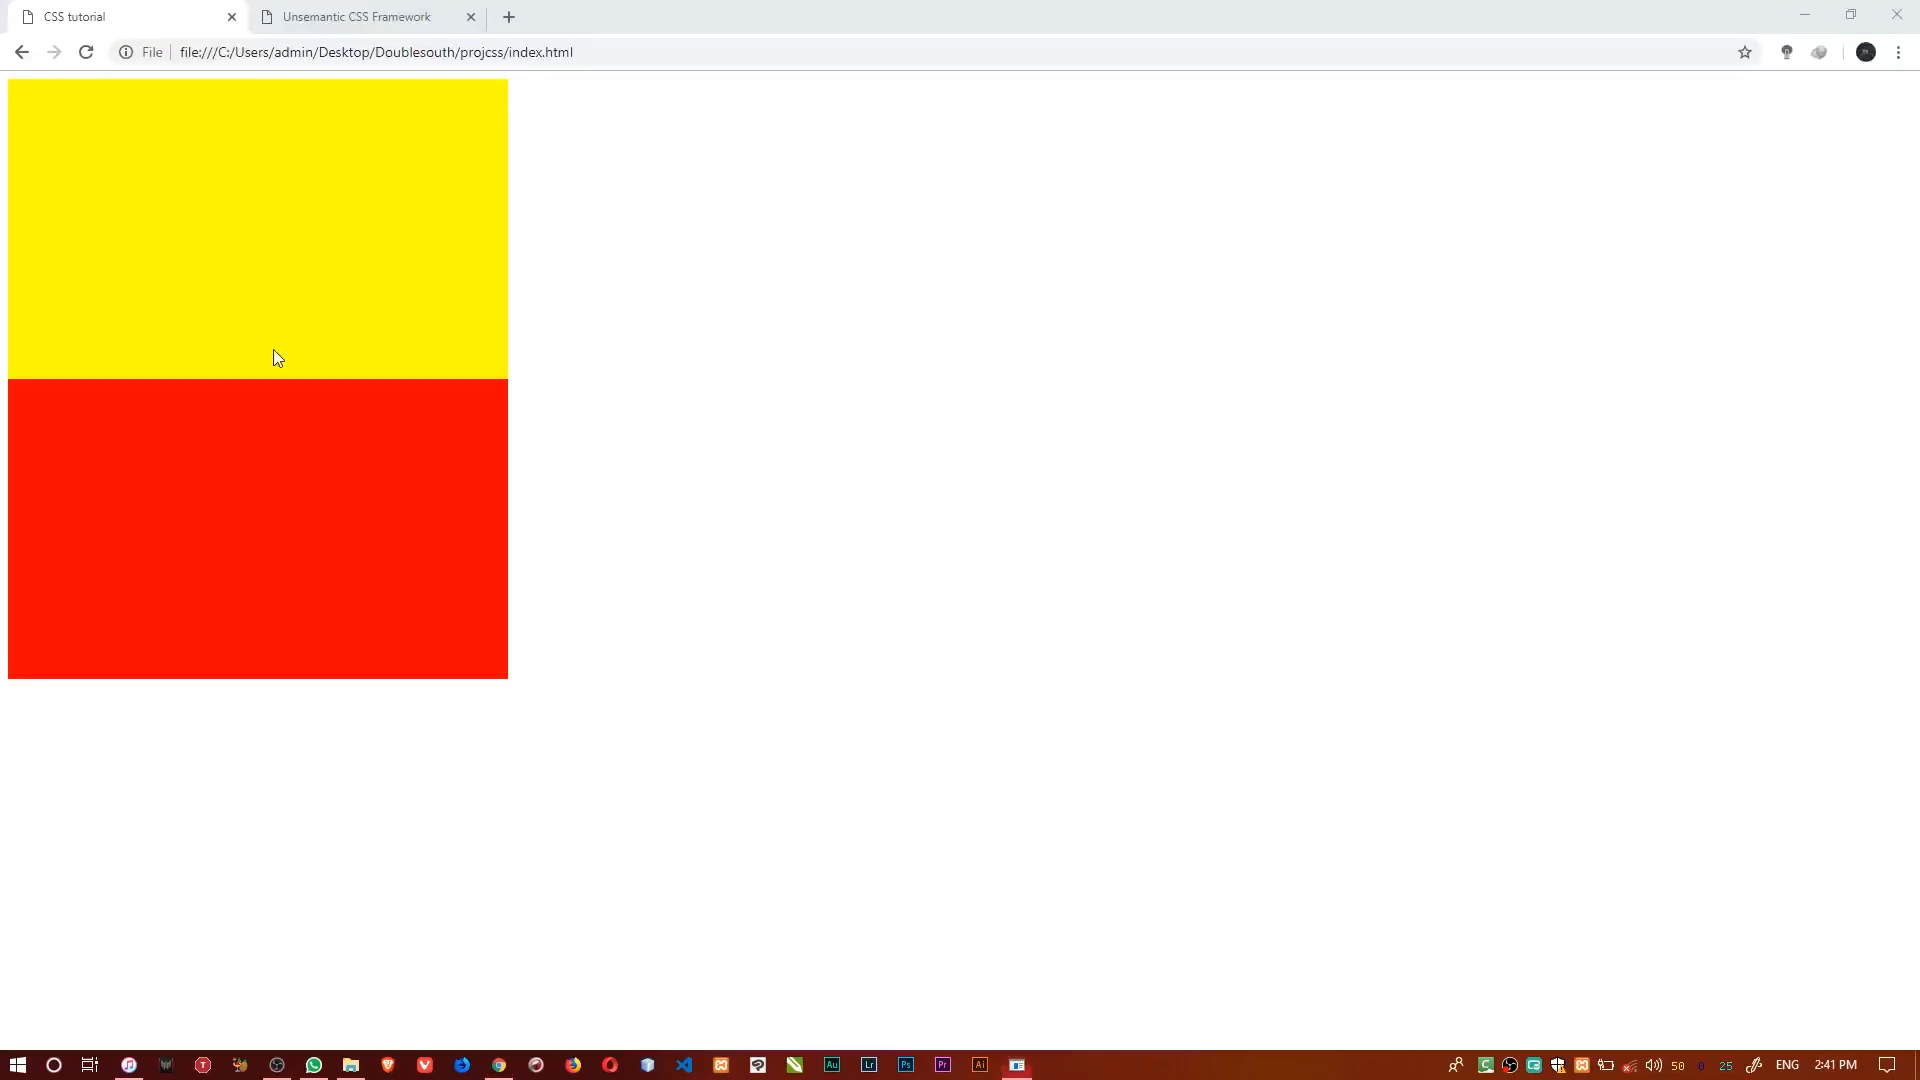 CSS tutorial
Unsemantic CSS Framework
File
file:///C:/Users/admin/Desktop/Doublesouth/projcss/index.html
T
Au
Lr
Ps
Pr
Ai
50
0
25
ENG
2:41 PM